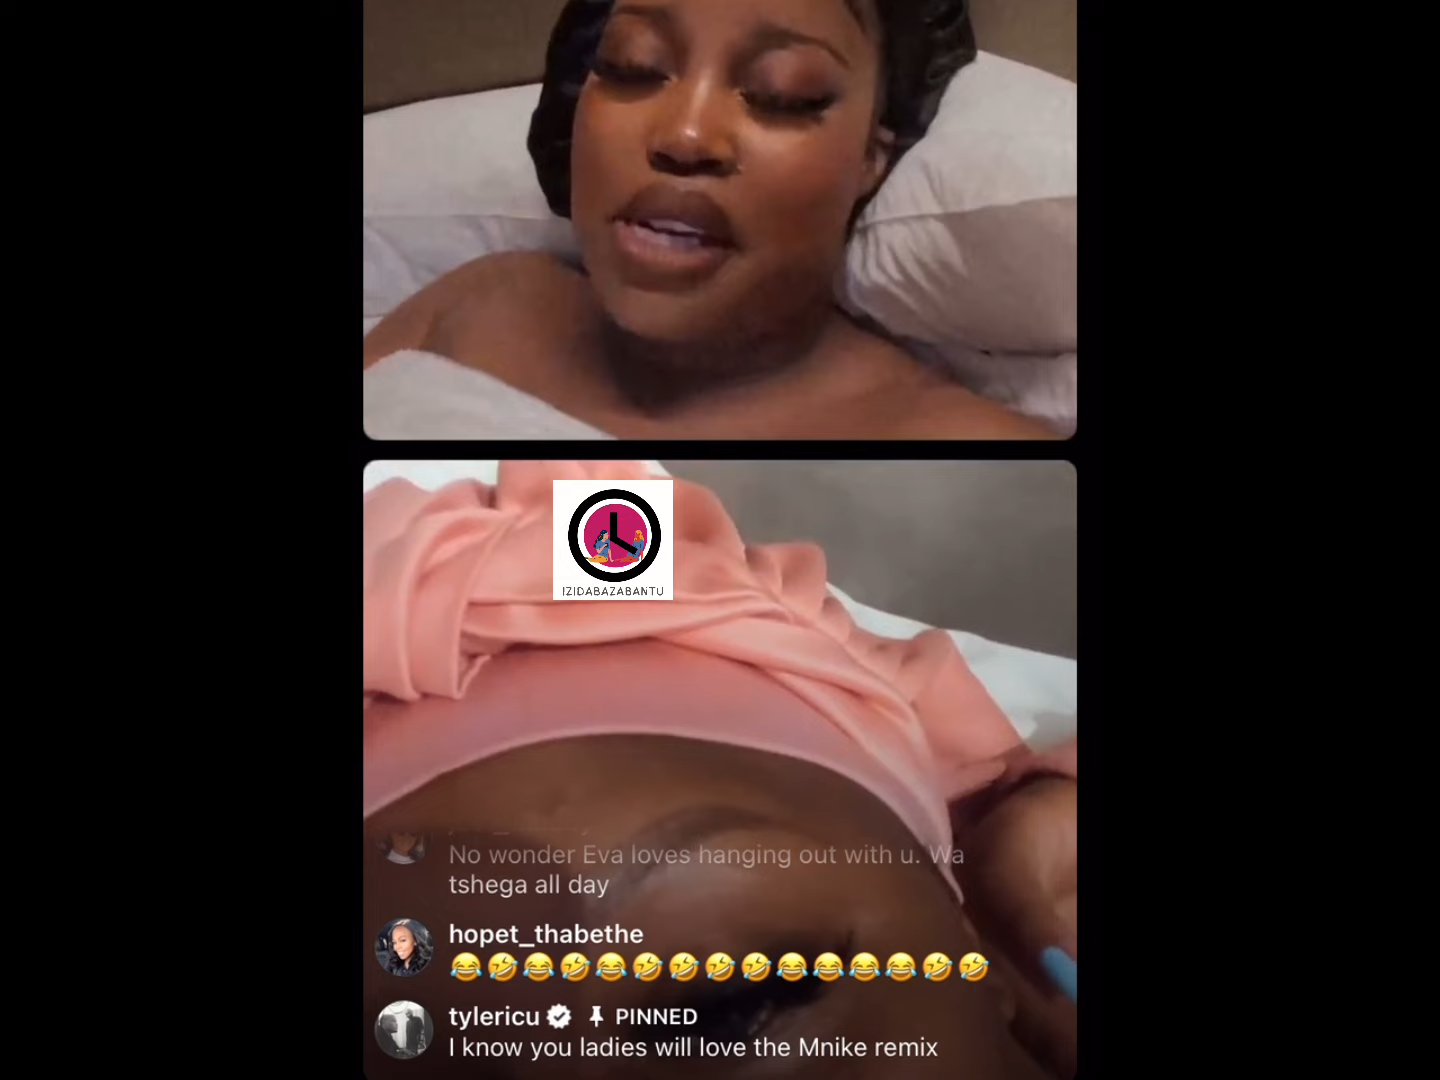 IZIDABAZABANTU
No wonder Eva loves hanging out with u. Wa
tshega all day
hopet_thabethe
😂🤣😂🤣😂🤣🤣🤣🤣😂😂😂😂🤣🤣
tylericu PINNED
I know you ladies will love the Mnike remix